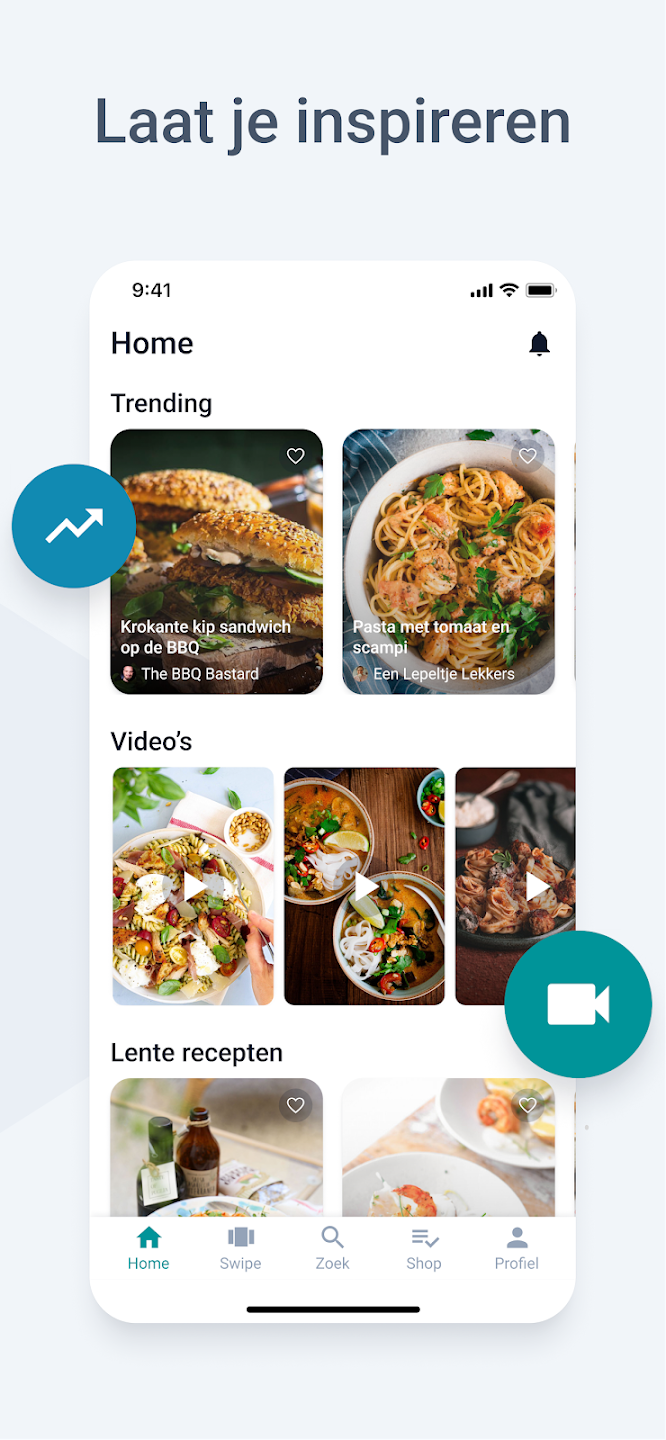 Laat je inspireren
9:41
Home
Trending
Krokante kip sandwich
op de BBQ
The BBQ Bastard
Pasta met tomaat en
scampi
Een Lepeltje Lekkers
Video's
Lente recepten
Home
Swipe
Zoek
Shop
Profiel